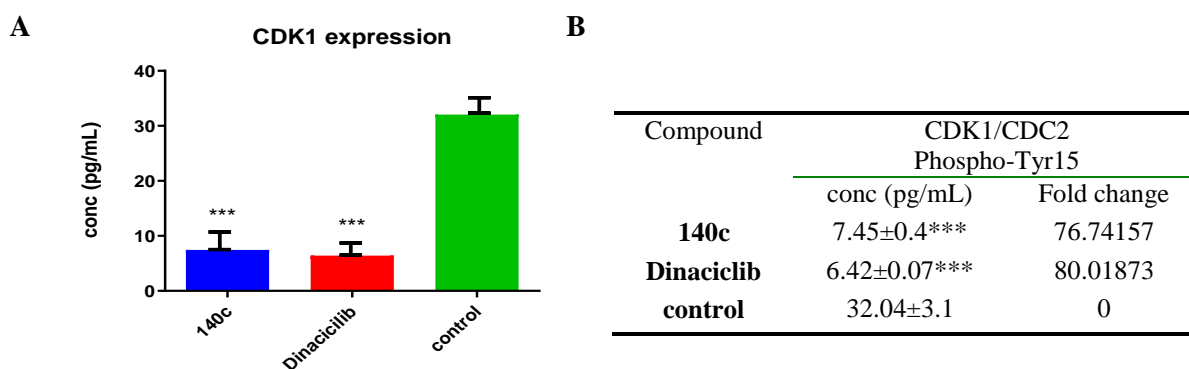 A
CDK1 expression
conc (pg/mL)
40
30
20
10
0
***
***
140c
Dinacicilib
control
B
Compound CDK1/CDC2
Phospho-Tyr15
conc (pg/mL) Fold change
140c 7.45±0.4*** 76.74157
Dinaciclib 6.42±0.07*** 80.01873
control 32.04±3.1 0